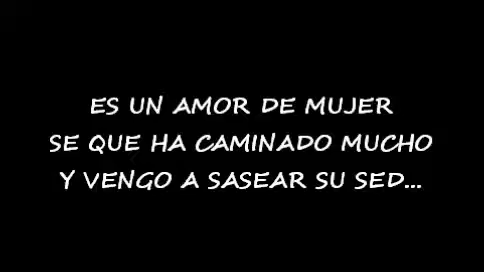 ES UN AMOR DE MUJER
SE QUE HA CAMINADO MUCHO
Y VENGO A SASEAR SU SED...